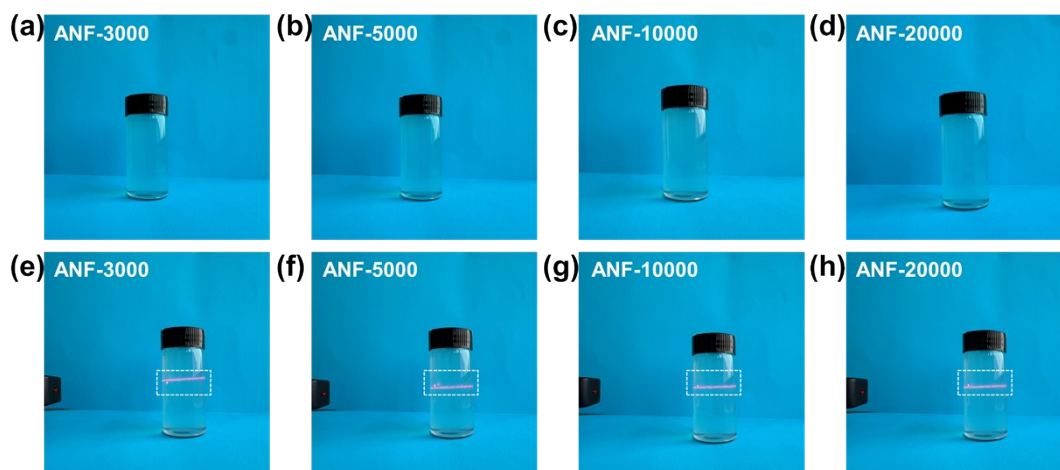 (a) ANF-3000
(b) ANF-5000
(c) ANF-10000
(d) ANF-20000
(e) ANF-3000
(f) ANF-5000
(g) ANF-10000
(h) ANF-20000